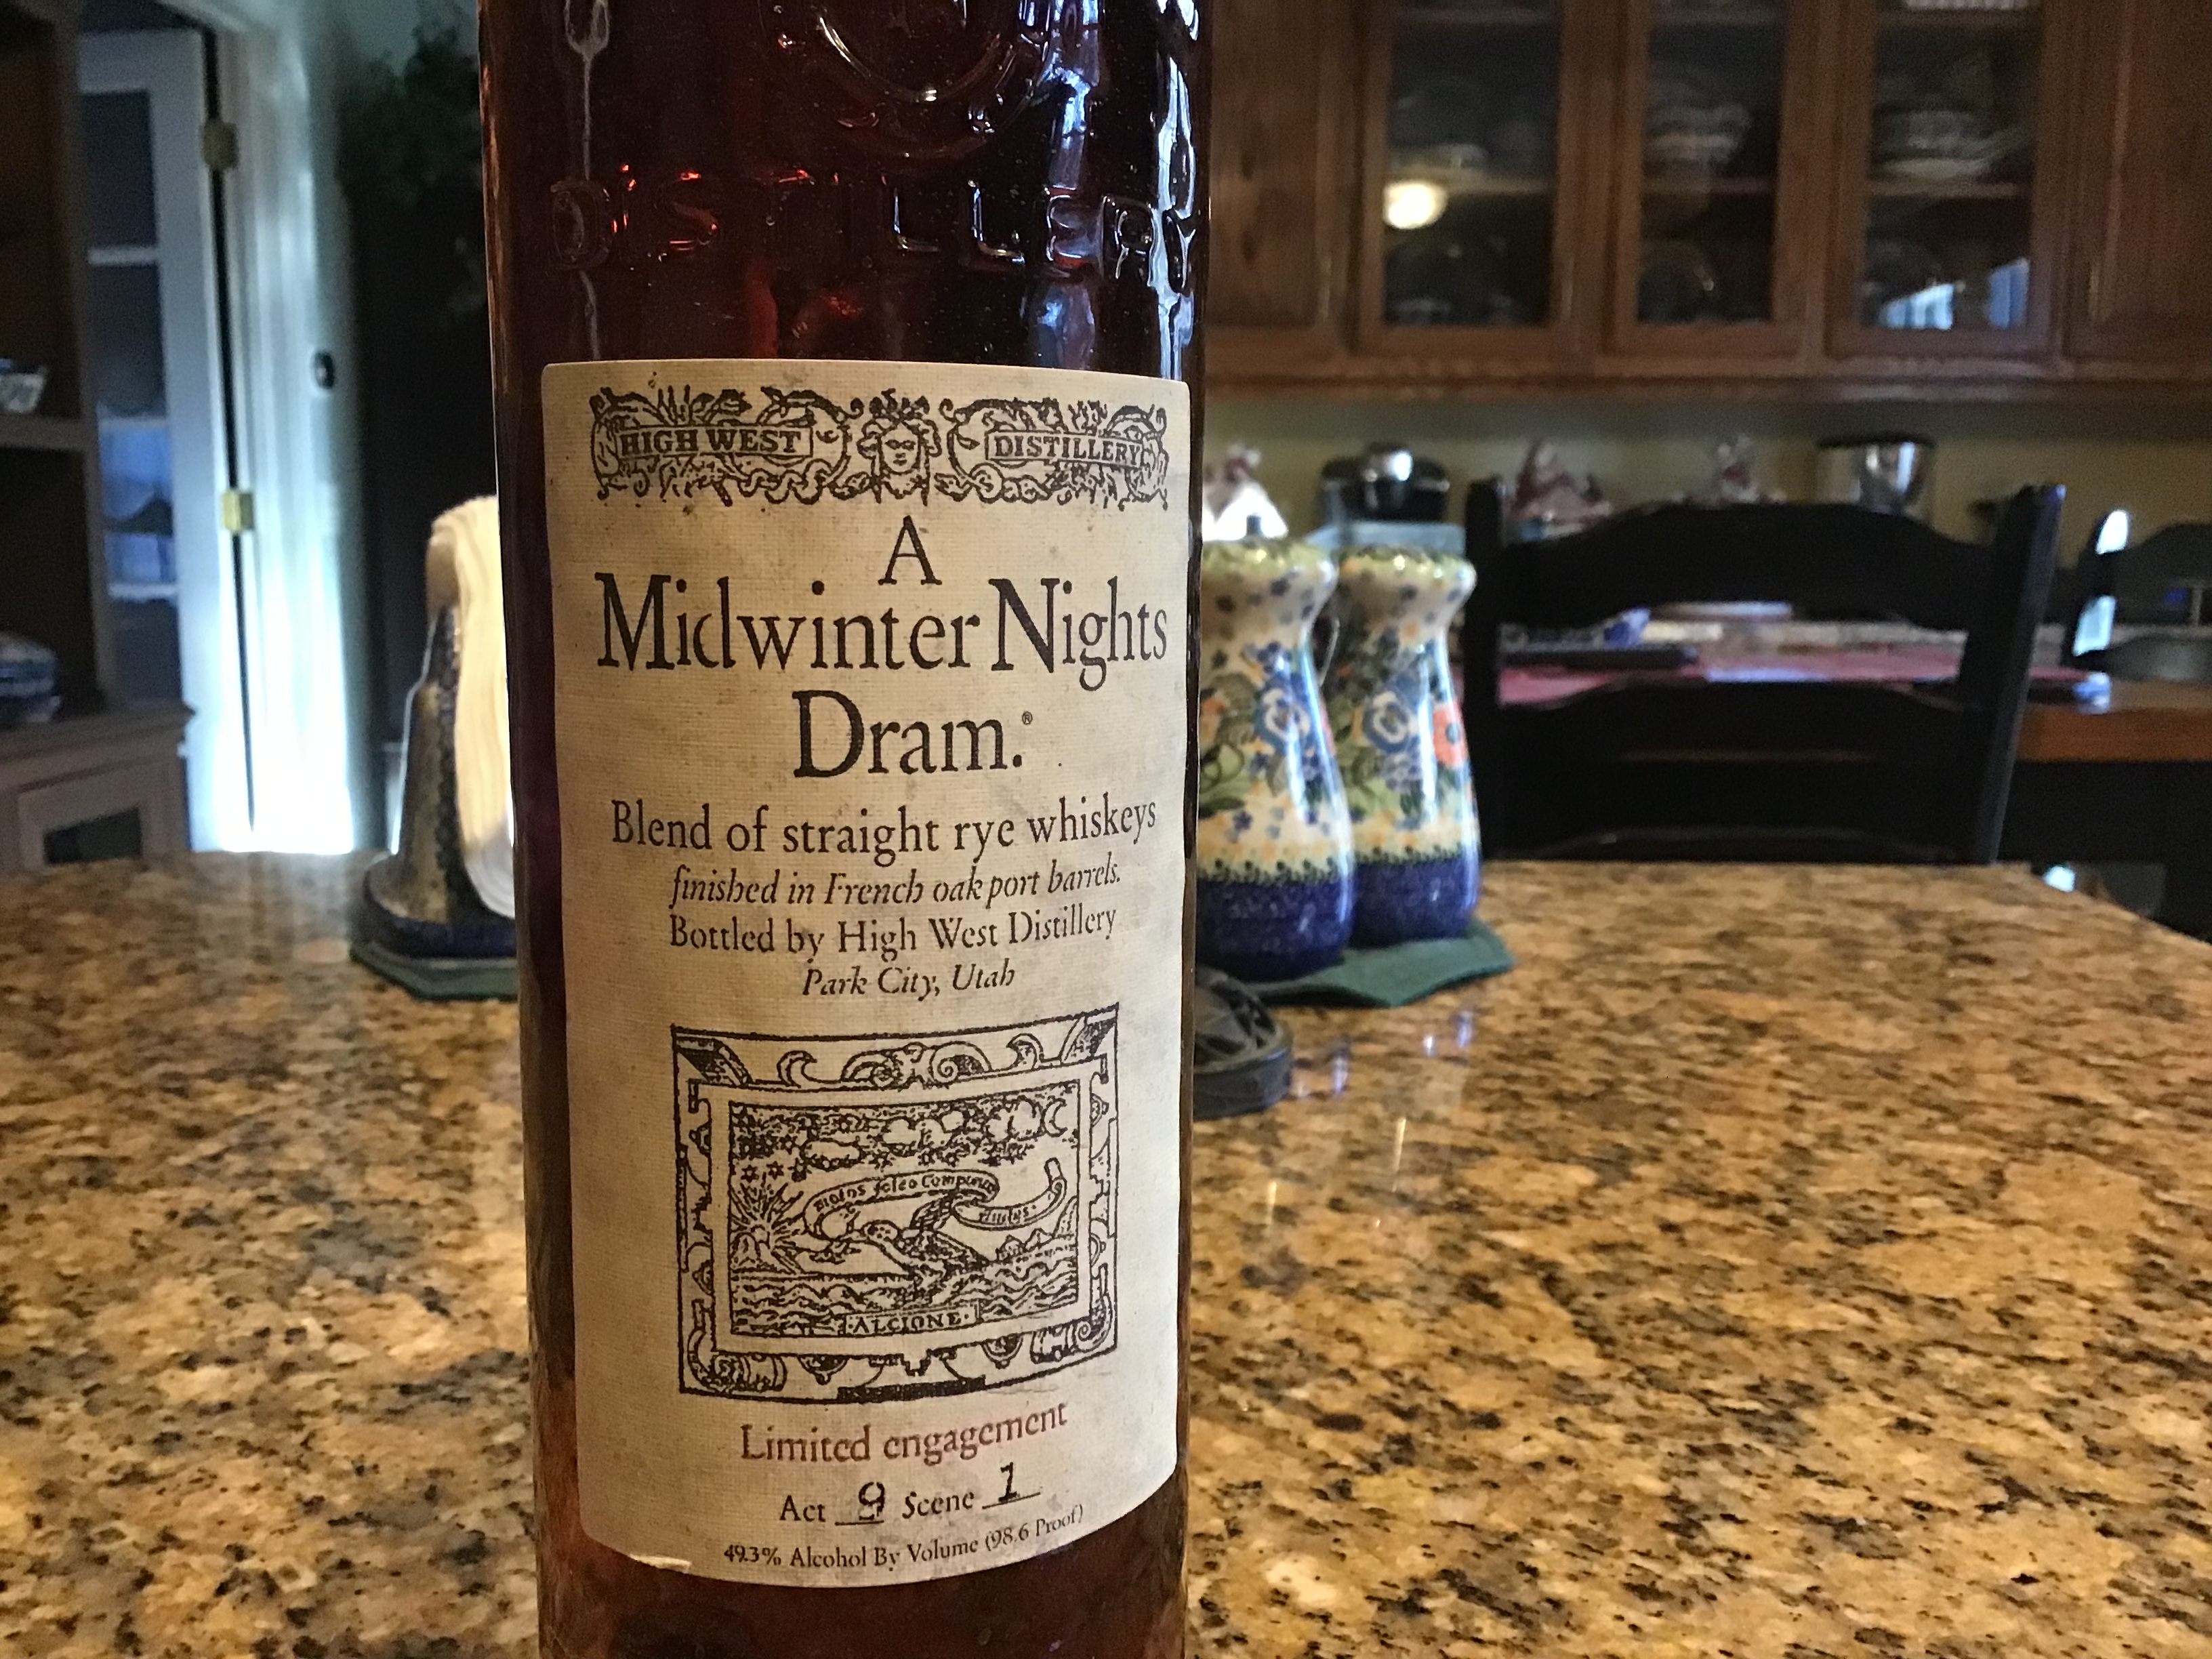 DISTILLERY
HIGH WEST DISTILLERY
A
Midwinter Nights
Dram.®
Blend of straight rye whiskeys
finished in French oak port barrels.
Bottled by High West Distillery
Park City, Utah
ALCIONE
Limited engagement
Act 9 Scene 1
49.3% Alcohol By Volume (98.6 Proof)